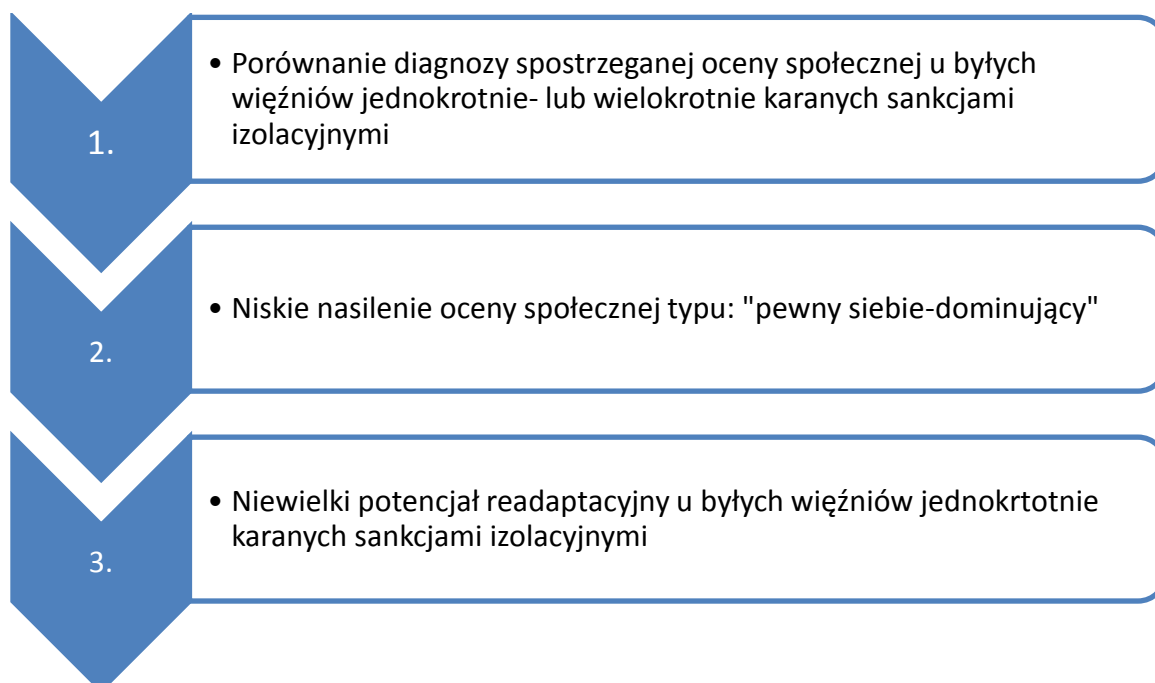 1.
• Porównanie diagnozy spostrzeganej oceny społecznej u byłych
więźniów jednokrotnie- lub wielokrotnie karanych sankcjami
izolacyjnymi
2.
• Niskie nasilenie oceny społecznej typu: "pewny siebie-dominujący"
3.
• Niewielki potencjał readaptacyjny u byłych więźniów jednokrtotnie
karanych sankcjami izolacyjnymi